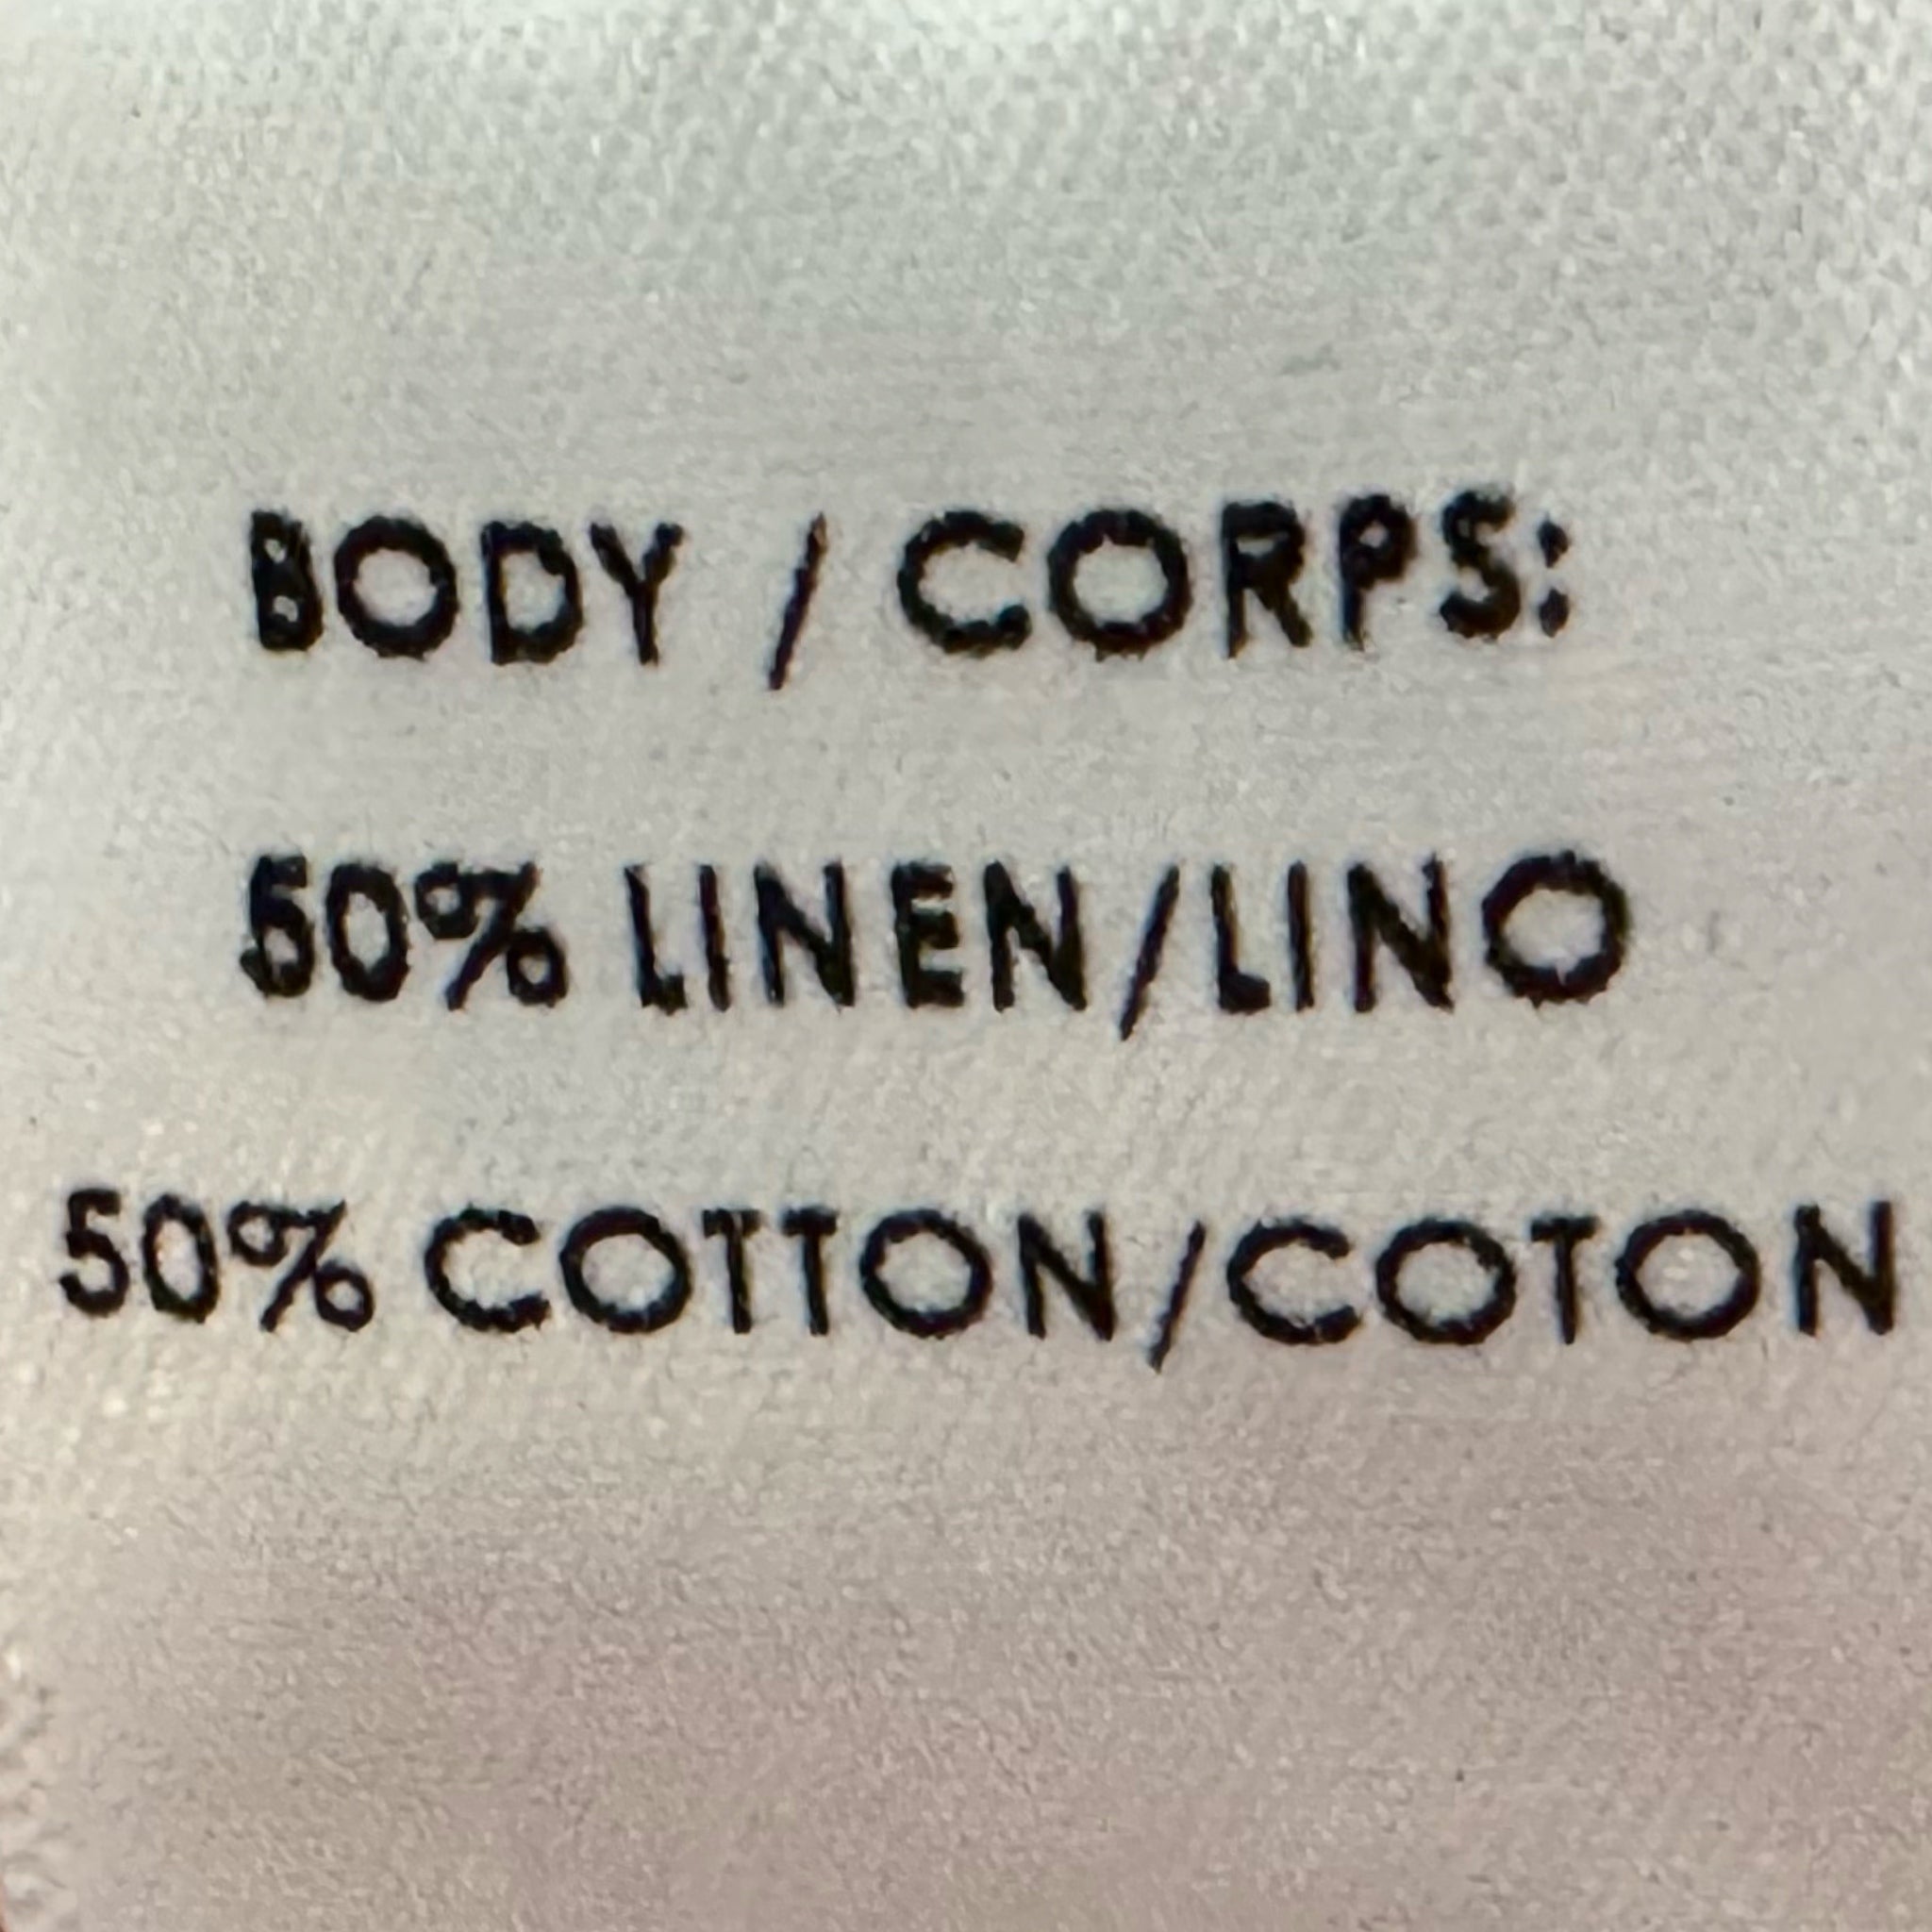 BODY / CORPS:
50% LINEN/LINO
50% COTTON/COTON